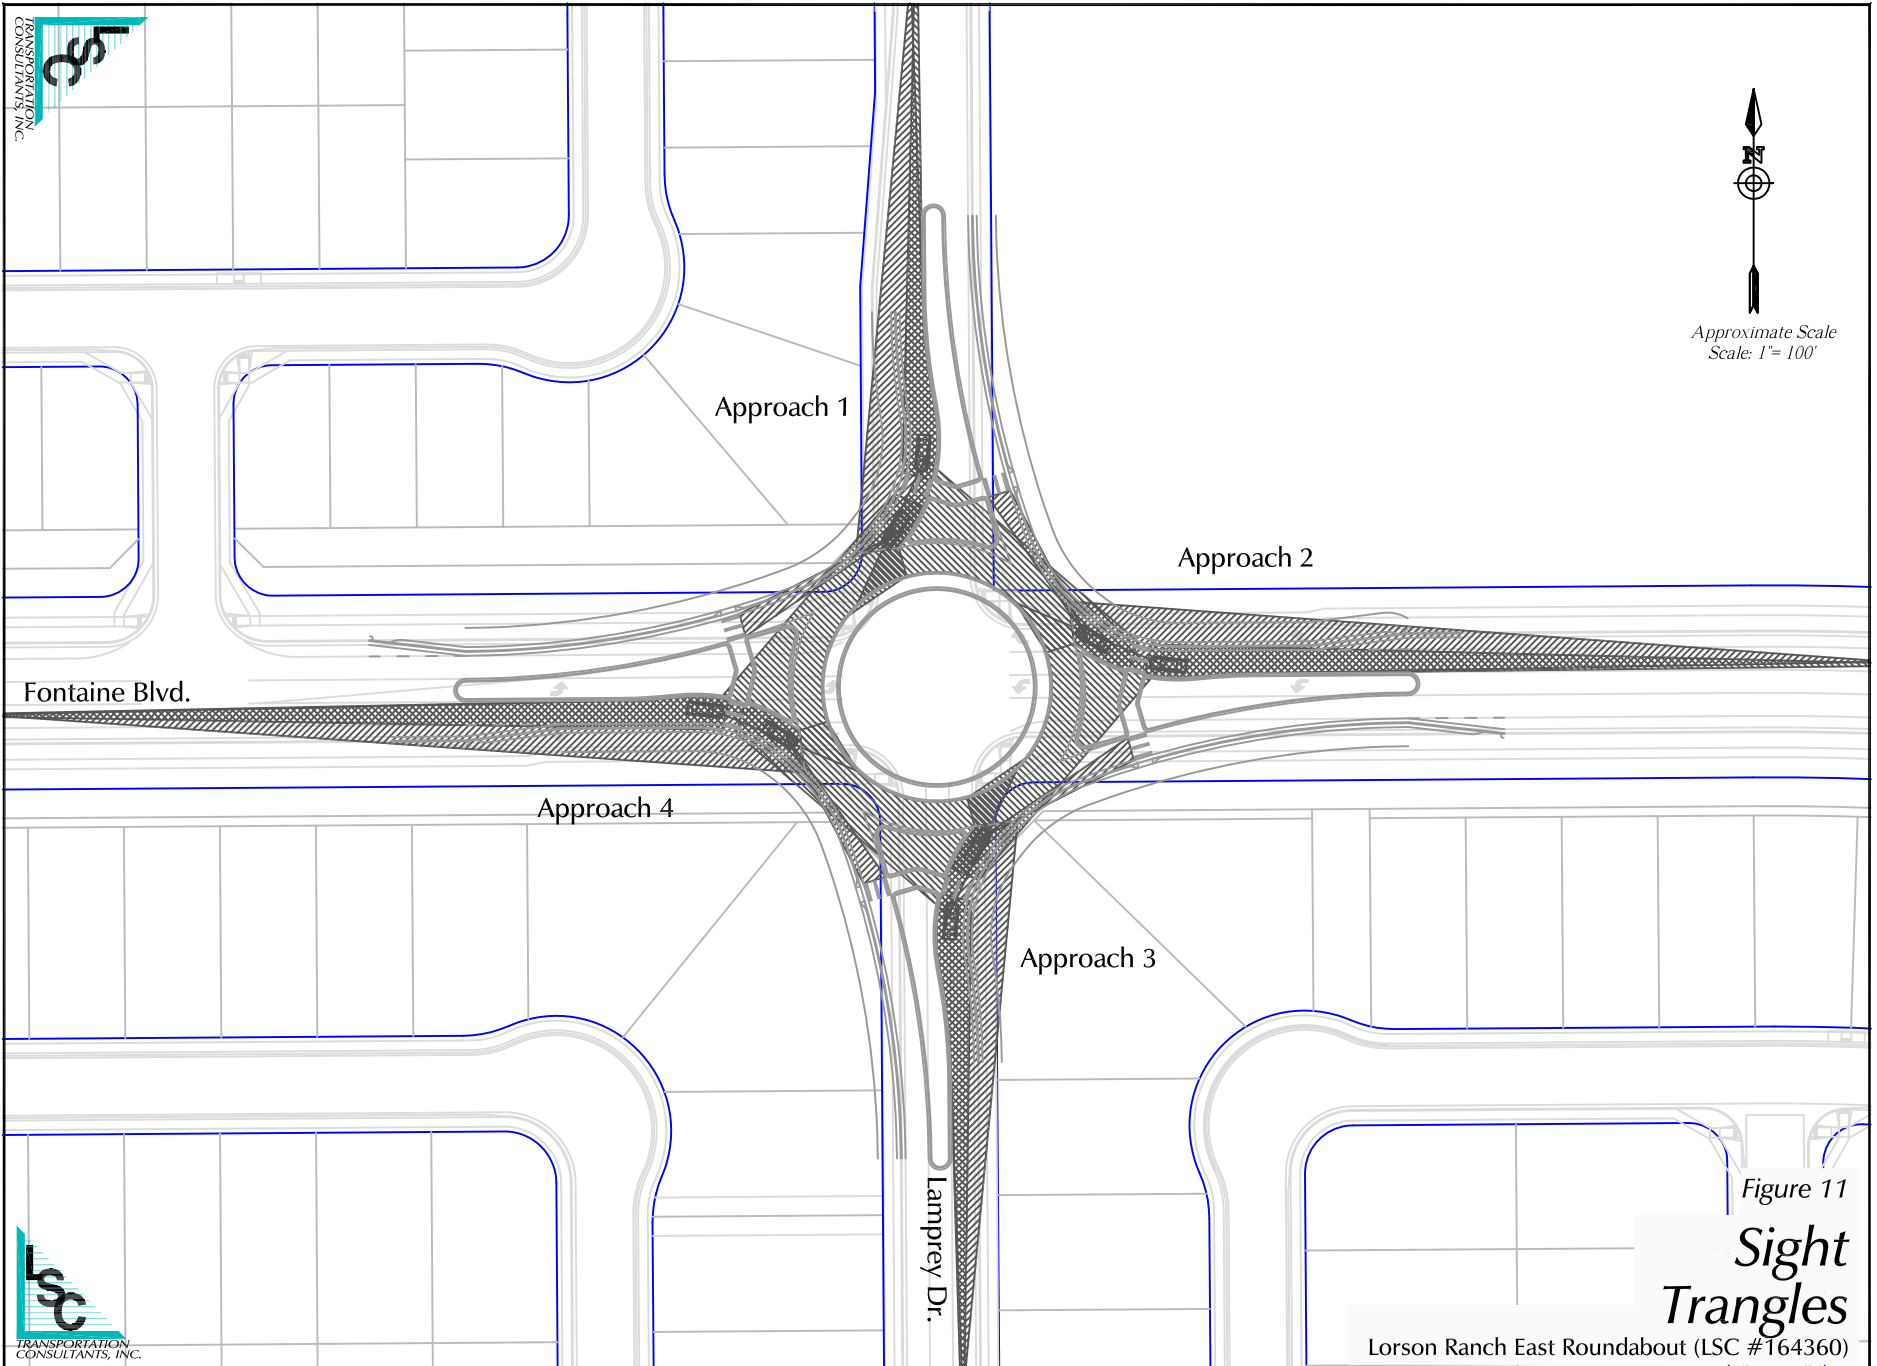 LSC
TRANSPORTATION
CONSULTANTS, INC.
N
Approximate Scale
Scale: 1"= 100'
Approach 1
Approach 2
Fontaine Blvd.
Approach 4
Approach 3
Lamprey Dr.
Figure 11
Sight
Trangles
Lorson Ranch East Roundabout (LSC #164360)
LSC
TRANSPORTATION
CONSULTANTS, INC.